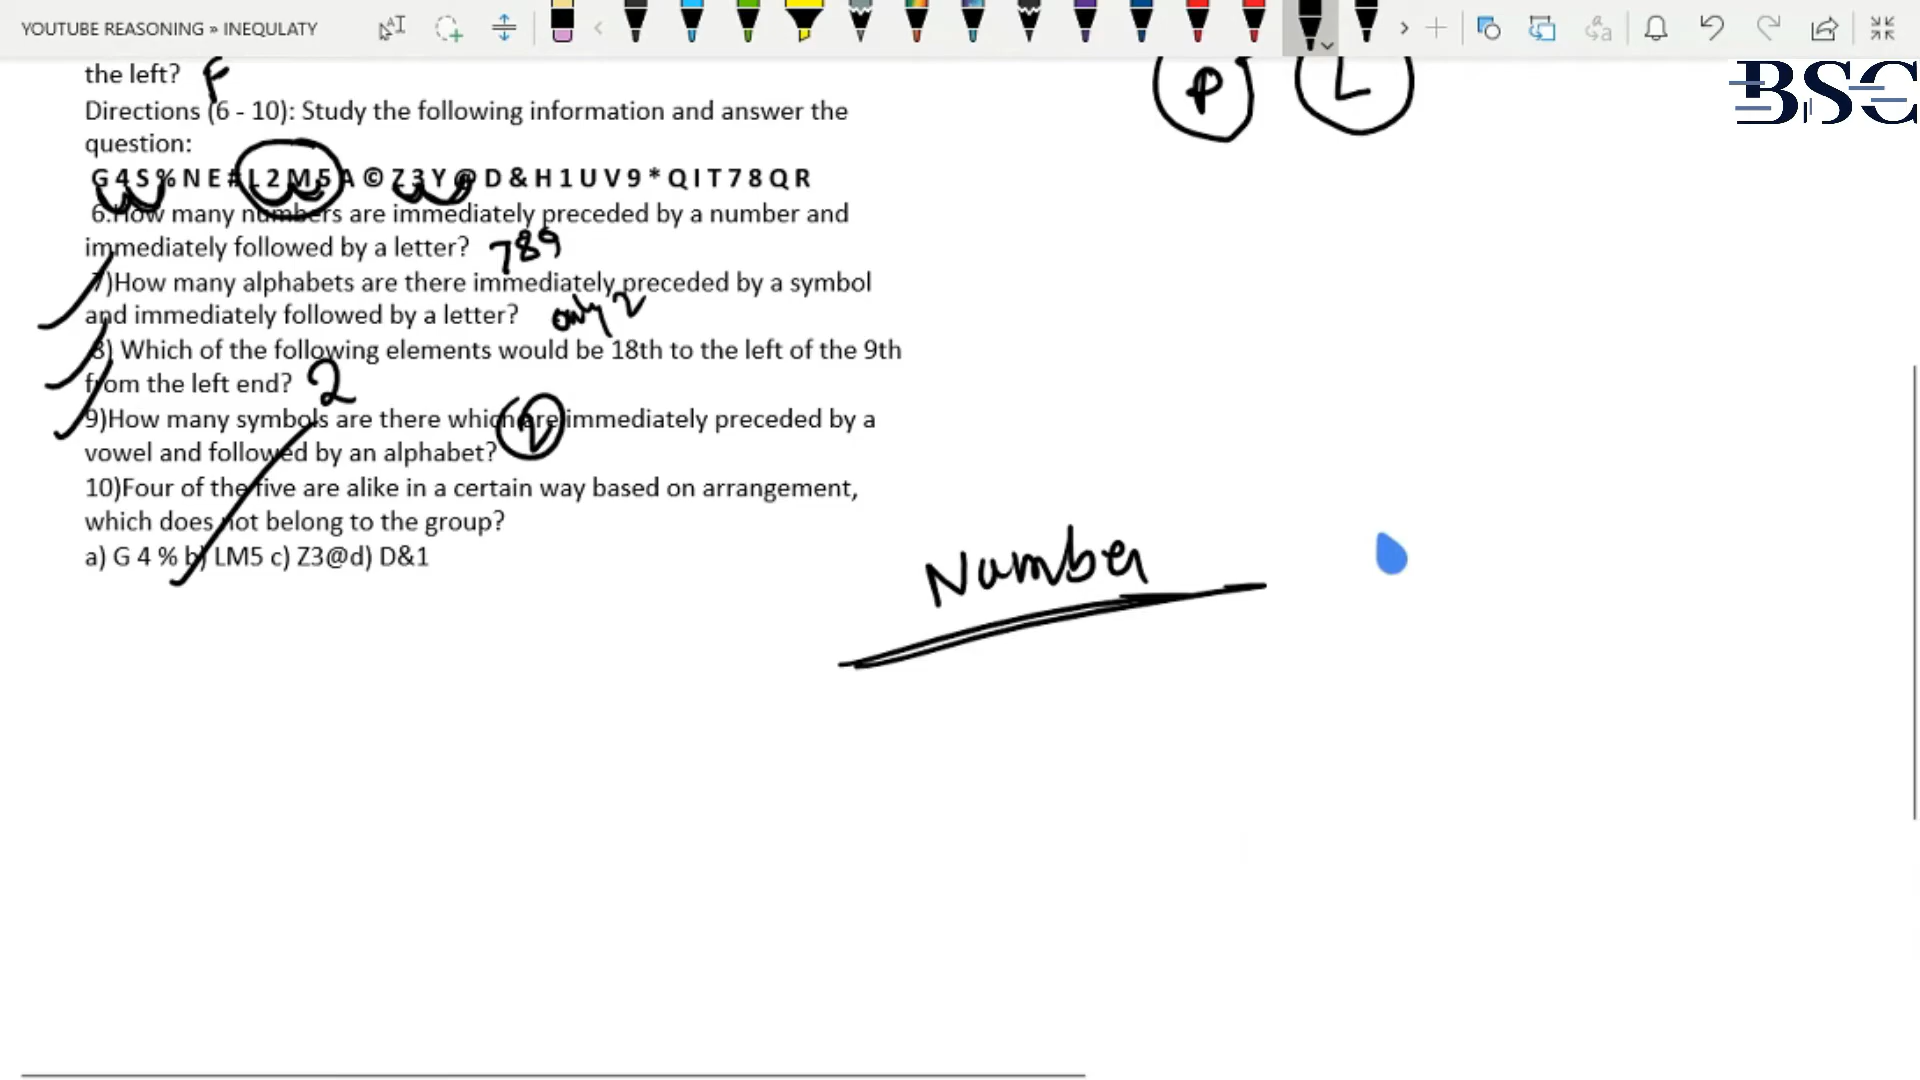 YOUTUBE REASONING » INEQULATY
BSC
the left? F
P L
Directions (6 - 10): Study the following information and answer the
question:
G 4 S % N E # L 2 M 5 A © Z 3 Y @ D & H 1 U V 9 * Q I T 7 8 Q R
6.How many numbers are immediately preceded by a number and
immediately followed by a letter? 789
7)How many alphabets are there immediately preceded by a symbol
and immediately followed by a letter? only 2
8) Which of the following elements would be 18th to the left of the 9th
from the left end? 2
9)How many symbols are there which are immediately preceded by a
vowel and followed by an alphabet? 2
10)Four of the five are alike in a certain way based on arrangement,
which does not belong to the group?
a) G 4 % b) LM5 c) Z3@d) D&1
Number